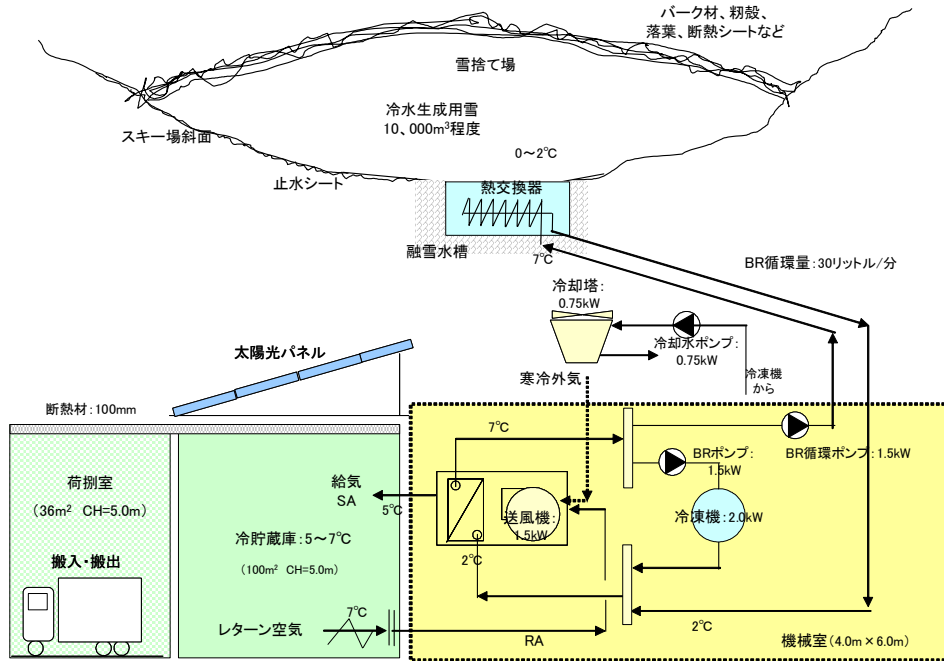 バーク材、籾殻、
落葉、断熱シートなど
雪捨て場
冷水生成用雪
10、000m³程度
スキー場斜面
0～2℃
止水シート
熱交換器
融雪水槽
7℃
BR循環量：30リットル/分
冷却塔：
0.75kW
冷却水ポンプ：
0.75kW
太陽光パネル
寒冷外気
冷凍機
から
断熱材：100mm
7℃
BRポンプ：
1.5kW
BR循環ポンプ：1.5kW
荷捌室
（36m² CH=5.0m）
給気
SA
5℃
送風機：
1.5kW
冷凍機：2.0kW
冷貯蔵庫：5～7℃
（100m² CH=5.0m）
2℃
搬入・搬出
7℃
レターン空気
RA
2℃
機械室（4.0m×6.0m）